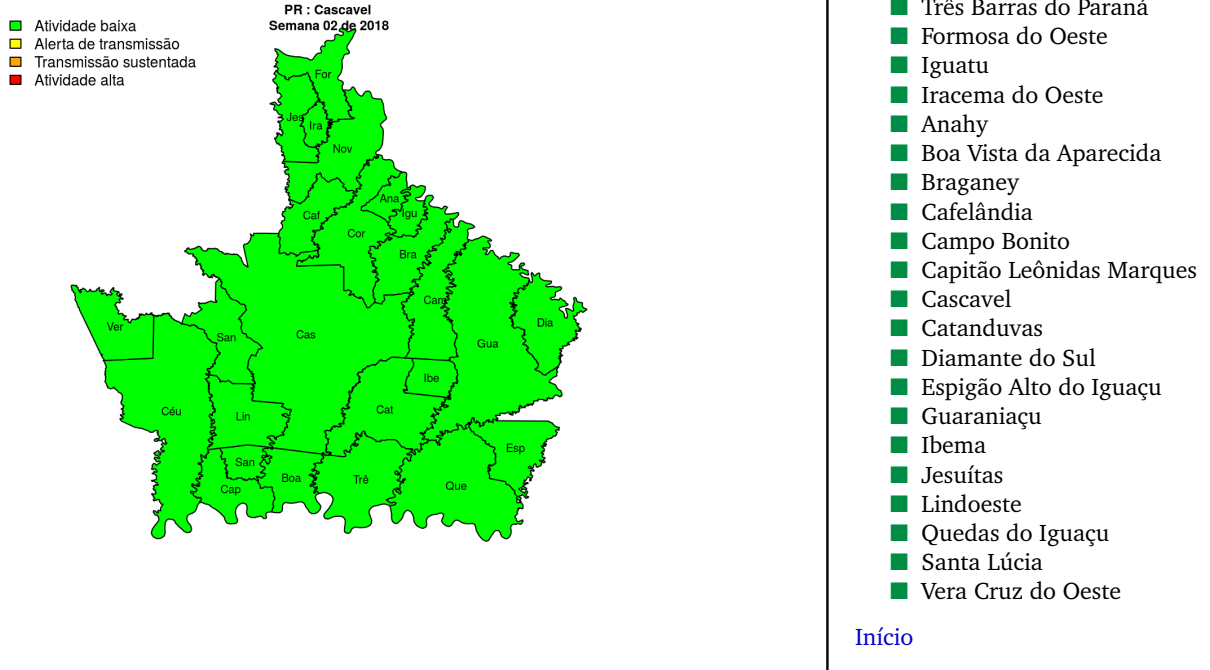 PR : Cascavel
Semana 02 de 2018
Atividade baixa
Alerta de transmissão
Transmissão sustentada
Atividade alta
For
Jes
Ira
Nov
Ana
Igu
Caf
Cor
Bra
Cam
Ver
San
Cas
Dia
Gua
Ibe
Céu
Lin
Cat
San
Cap
Boa
Trê
Que
Esp
Três Barras do Paraná
Formosa do Oeste
Iguatu
Iracema do Oeste
Anahy
Boa Vista da Aparecida
Braganey
Cafelândia
Campo Bonito
Capitão Leônidas Marques
Cascavel
Catanduvas
Diamante do Sul
Espigão Alto do Iguaçu
Guaraniaçu
Ibema
Jesuítas
Lindoeste
Quedas do Iguaçu
Santa Lúcia
Vera Cruz do Oeste
Início